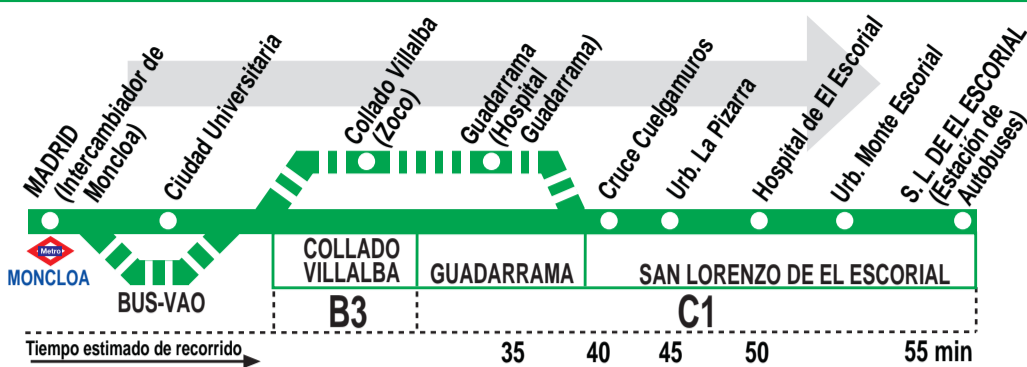 MADRID
(Intercambiador de
Moncloa)
Ciudad Universitaria
Collado Villalba
(Zoco)
Guadarrama
(Hospital
Guadarrama)
Cruce Cuelgamuros
Urb. La Pizarra
Hospital de El Escorial
Urb. Monte Escorial
S. L. DE EL ESCORIAL
(Estación de
Autobuses)
Metro
MONCLOA
BUS-VAO
COLLADO
VILLALBA
GUADARRAMA
SAN LORENZO DE EL ESCORIAL
B3
C1
Tiempo estimado de recorrido
35
40
45
50
55 min